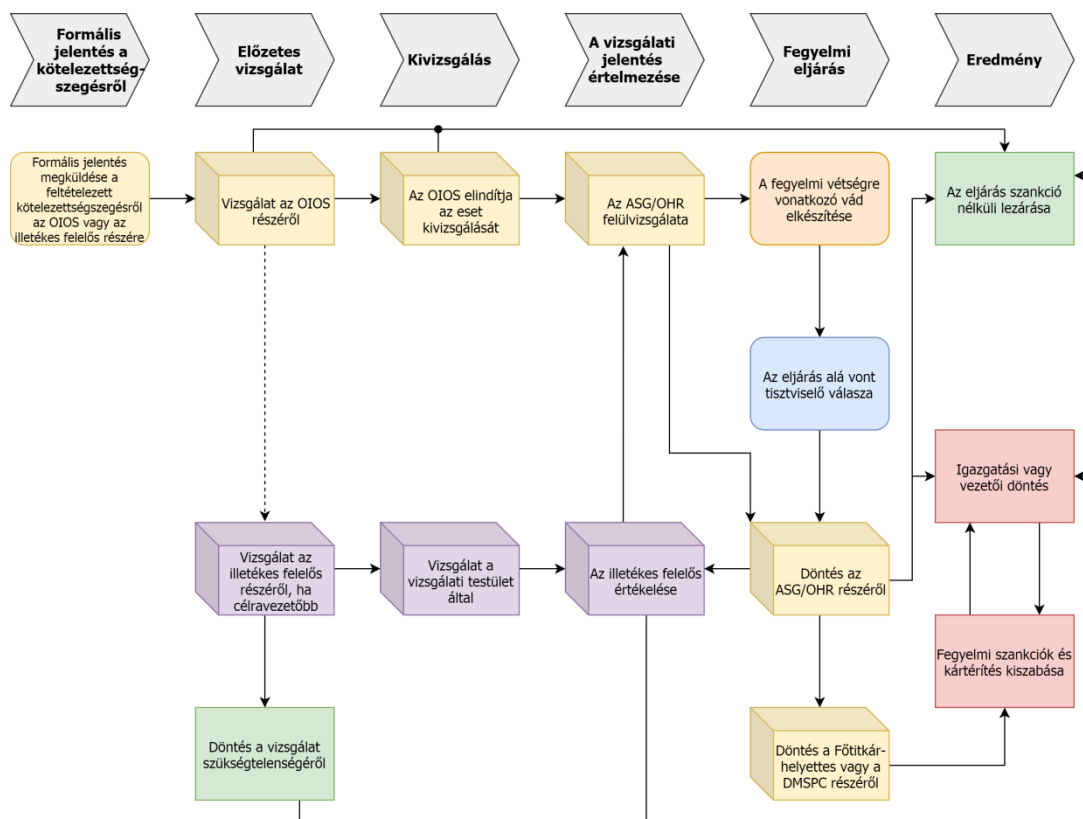 Formális
jelentés a
kötelezettség-
szegésről
Előzetes
vizsgálat
Kivizsgálás
A vizsgálati
jelentés
értelmezése
Fegyelmi
eljárás
Eredmény
Formális jelentés
megküldése a
feltételezett
kötelezettségszegésről
az OIOS vagy az
illetékes felelős részére
Vizsgálat az OIOS
részéről
Az OIOS elindítja
az eset
kivizsgálását
Az ASG/OHR
felülvizsgálata
A fegyelmi vétségre
vonatkozó vád
elkészítése
Az eljárás szankció
nélküli lezárása
Az eljárás alá vont
tisztviselő válasza
Igazgatási vagy
vezetői döntés
Vizsgálat az
illetékes felelős
részéről, ha
célravezetőbb
Vizsgálat a
vizsgálati testület
által
Az illetékes felelős
értékelése
Döntés az
ASG/OHR részéről
Fegyelmi szankciók és
kártérítés kiszabása
Döntés a vizsgálat
szükségtelenségéről
Döntés a Főtitkár-
helyettes vagy a
DMSPC részéről